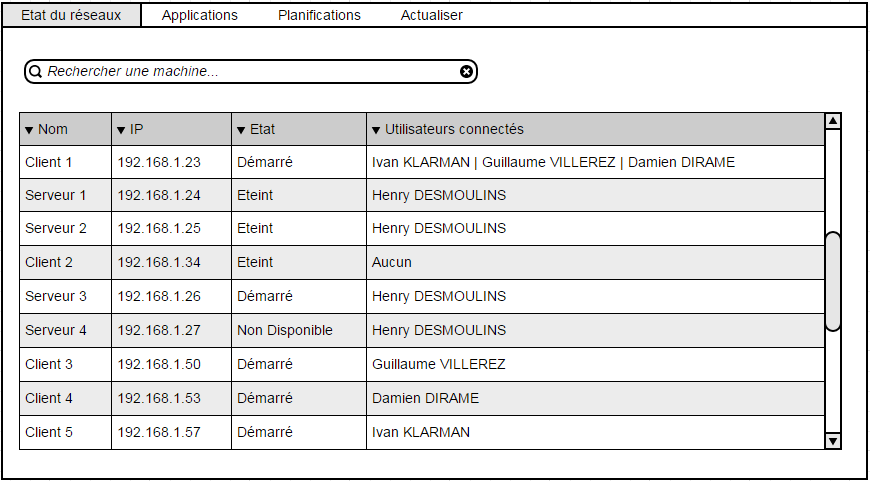 Etat du réseaux Applications Planifications Actualiser
Rechercher une machine...
Nom IP Etat Utilisateurs connectés
Client 1 192.168.1.23 Démarré Ivan KLARMAN | Guillaume VILLEREZ | Damien DIRAME
Serveur 1 192.168.1.24 Eteint Henry DESMOULINS
Serveur 2 192.168.1.25 Eteint Henry DESMOULINS
Client 2 192.168.1.34 Eteint Aucun
Serveur 3 192.168.1.26 Démarré Henry DESMOULINS
Serveur 4 192.168.1.27 Non Disponible Henry DESMOULINS
Client 3 192.168.1.50 Démarré Guillaume VILLEREZ
Client 4 192.168.1.53 Démarré Damien DIRAME
Client 5 192.168.1.57 Démarré Ivan KLARMAN